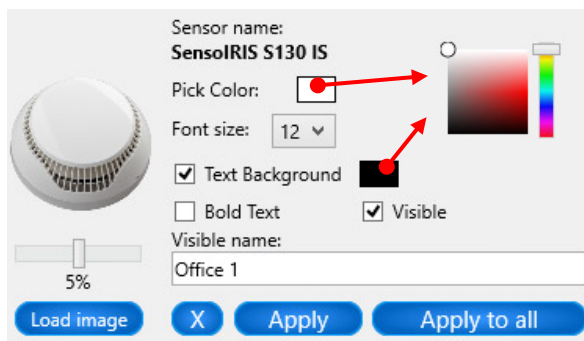 Sensor name:
SensoIRIS S130 IS
Pick Color:
Font size: 12
Text Background
Bold Text Visible
Visible name:
5% Office 1
Load image X Apply Apply to all